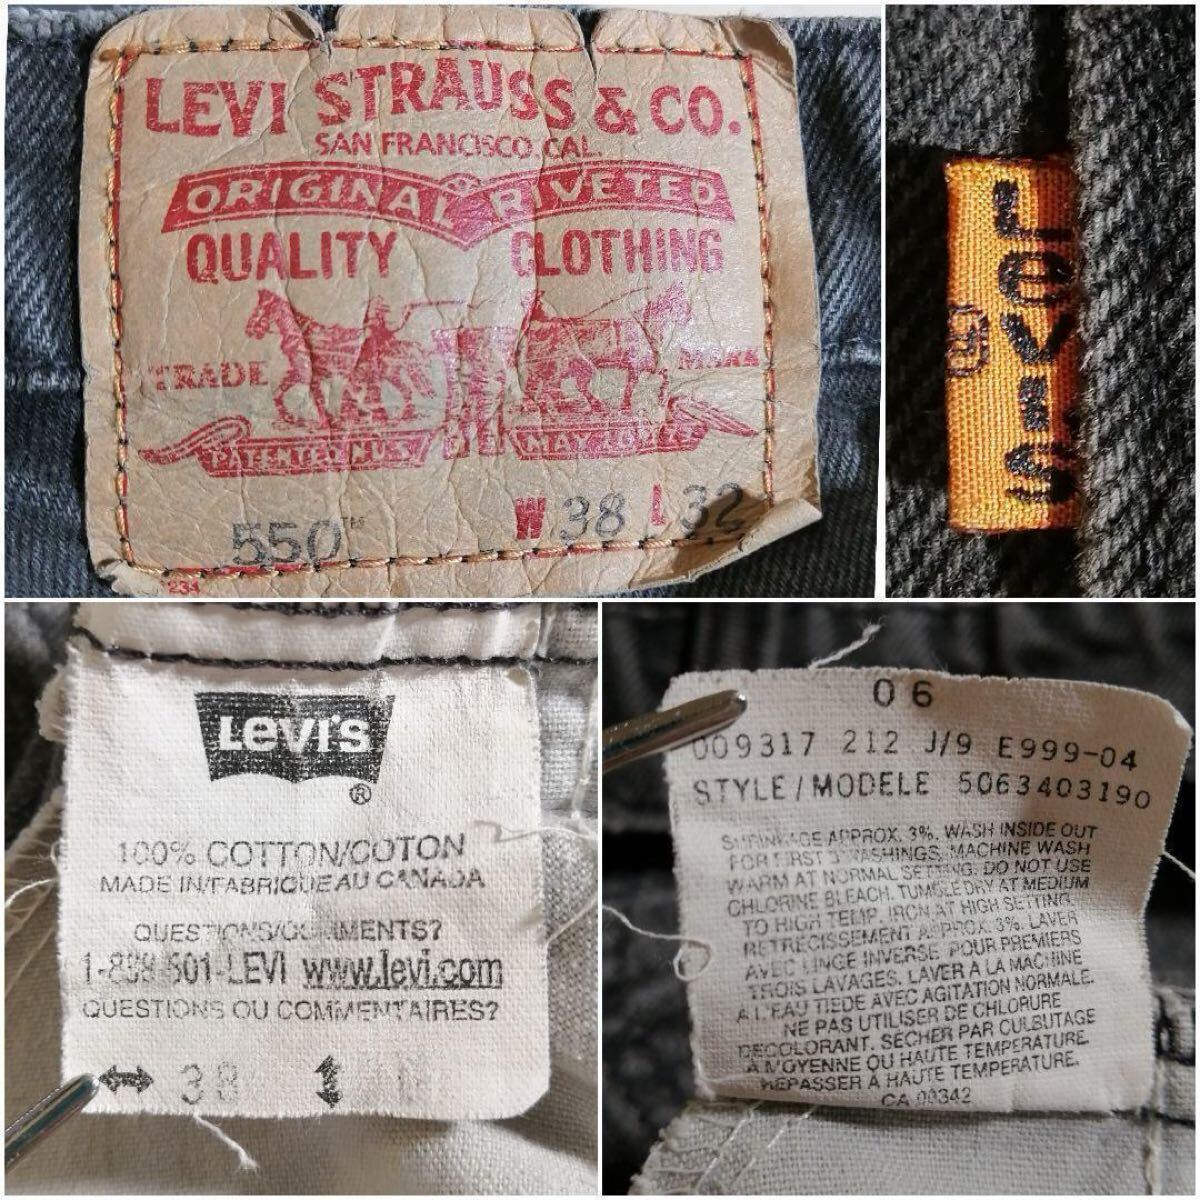 LEVI STRAUSS & CO.
SAN FRANCISCO, CAL.
ORIGINAL RIVETED
QUALITY CLOTHING
TRADE MARK
PATENTED IN U.S. MAY
550™ W 38 L 32
234
Levi's
®
Levi's
®
100% COTTON/COTON
MADE IN/FABRIQUE AU CANADA
QUESTIONS/COMMENTS?
501-LEVI www.levi.com
QUESTIONS OU COMMENTAIRES?
↔ 38 ↕
06
009317 212 J/9 E999-04
STYLE/MODELE 5063403190
SHRINKAGE APPROX. 3%. WASH INSIDE OUT
FOR FIRST 3 WASHINGS. MACHINE WASH
WARM AT NORMAL SETTING. DO NOT USE
CHLORINE BLEACH. TUMBLE DRY AT MEDIUM
TO HIGH TEMP. IRON AT HIGH SETTING.
RETRECISSEMENT APPROX. 3%. LAVER
AVEC LINGE INVERSE POUR PREMIERS
TROIS LAVAGES. LAVER A LA MACHINE
A L'EAU TIEDE AVEC AGITATION NORMALE.
NE PAS UTILISER DE CHLORURE
DECOLORANT. SECHER PAR CULBUTAGE
A MOYENNE OU HAUTE TEMPERATURE.
REPASSER A HAUTE TEMPERATURE.
CA 00342